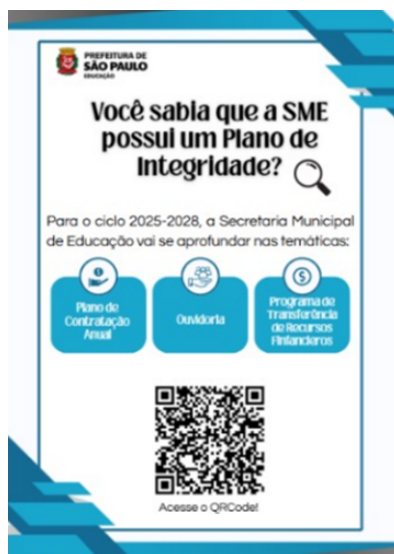 PREFEITURA DE
SÃO PAULO
EDUCAÇÃO
Você sabia que a SME
possui um Plano de
Integridade?
Para o ciclo 2025-2028, a Secretaria Municipal
de Educação vai se aprofundar nas temáticas:
Plano de
Contratação
Anual
Ouvidoria
Programa de
Transferência
de Recursos
Financeiros
Acesse o QRCode!